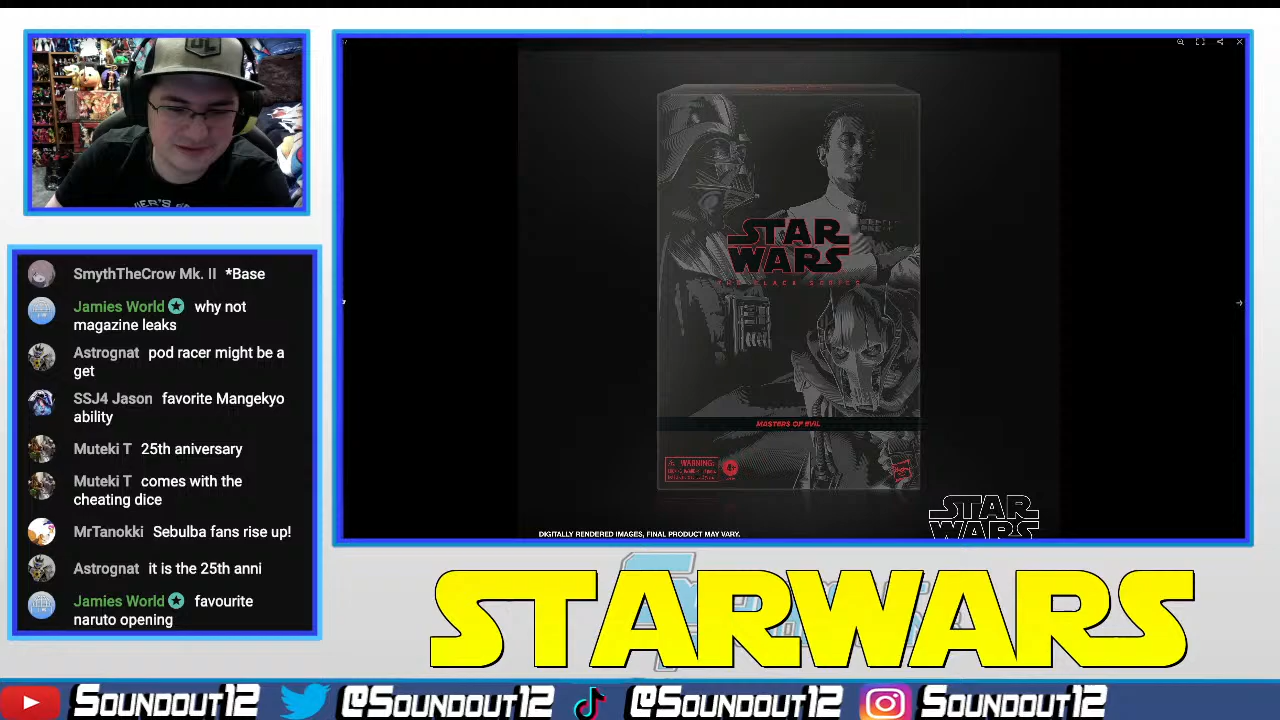 SmythTheCrow Mk. II *Base
Jamies World why not
magazine leaks
Astrognat pod racer might be a
get
SSJ4 Jason favorite Mangekyo
ability
Muteki T 25th aniversary
Muteki T comes with the
cheating dice
MrTanokki Sebulba fans rise up!
Astrognat it is the 25th anni
Jamies World favourite
naruto opening
STAR
WARS
THE BLACK SERIES
MASTERS OF EVIL
WARNING:
STAR
WARS
DIGITALLY RENDERED IMAGES, FINAL PRODUCT MAY VARY.
STARWARS
SOUNDOUT12
@SOUNDOUT12
@SOUNDOUT12
SOUNDOUT12